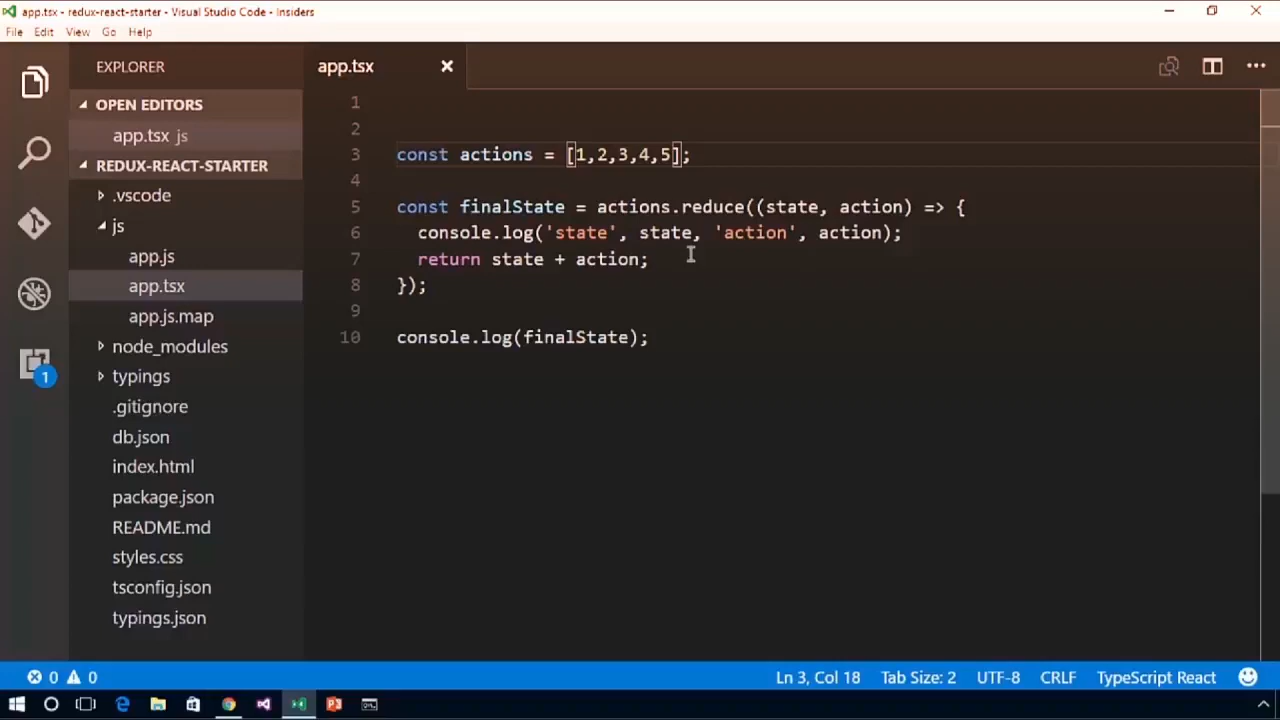 app.tsx - redux-react-starter - Visual Studio Code - Insiders
File Edit View Go Help
EXPLORER
OPEN EDITORS
app.tsx js
REDUX-REACT-STARTER
.vscode
js
app.js
app.tsx
app.js.map
node_modules
typings
.gitignore
db.json
index.html
package.json
README.md
styles.css
tsconfig.json
typings.json
1
app.tsx
1
2
3 const actions = [1,2,3,4,5];
4
5 const finalState = actions.reduce((state, action) => {
6 console.log('state', state, 'action', action);
7 return state + action;
8 });
9
10 console.log(finalState);
0 0 Ln 3, Col 18 Tab Size: 2 UTF-8 CRLF TypeScript React